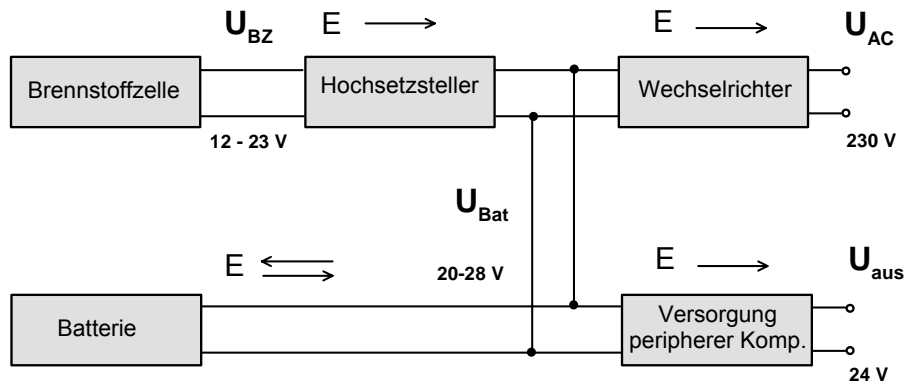 U_BZ
E
E
U_AC
Brennstoffzelle
Hochsetzsteller
Wechselrichter
12 - 23 V
230 V
U_Bat
E
20-28 V
E
U_aus
Batterie
Versorgung
peripherer Komp.
24 V